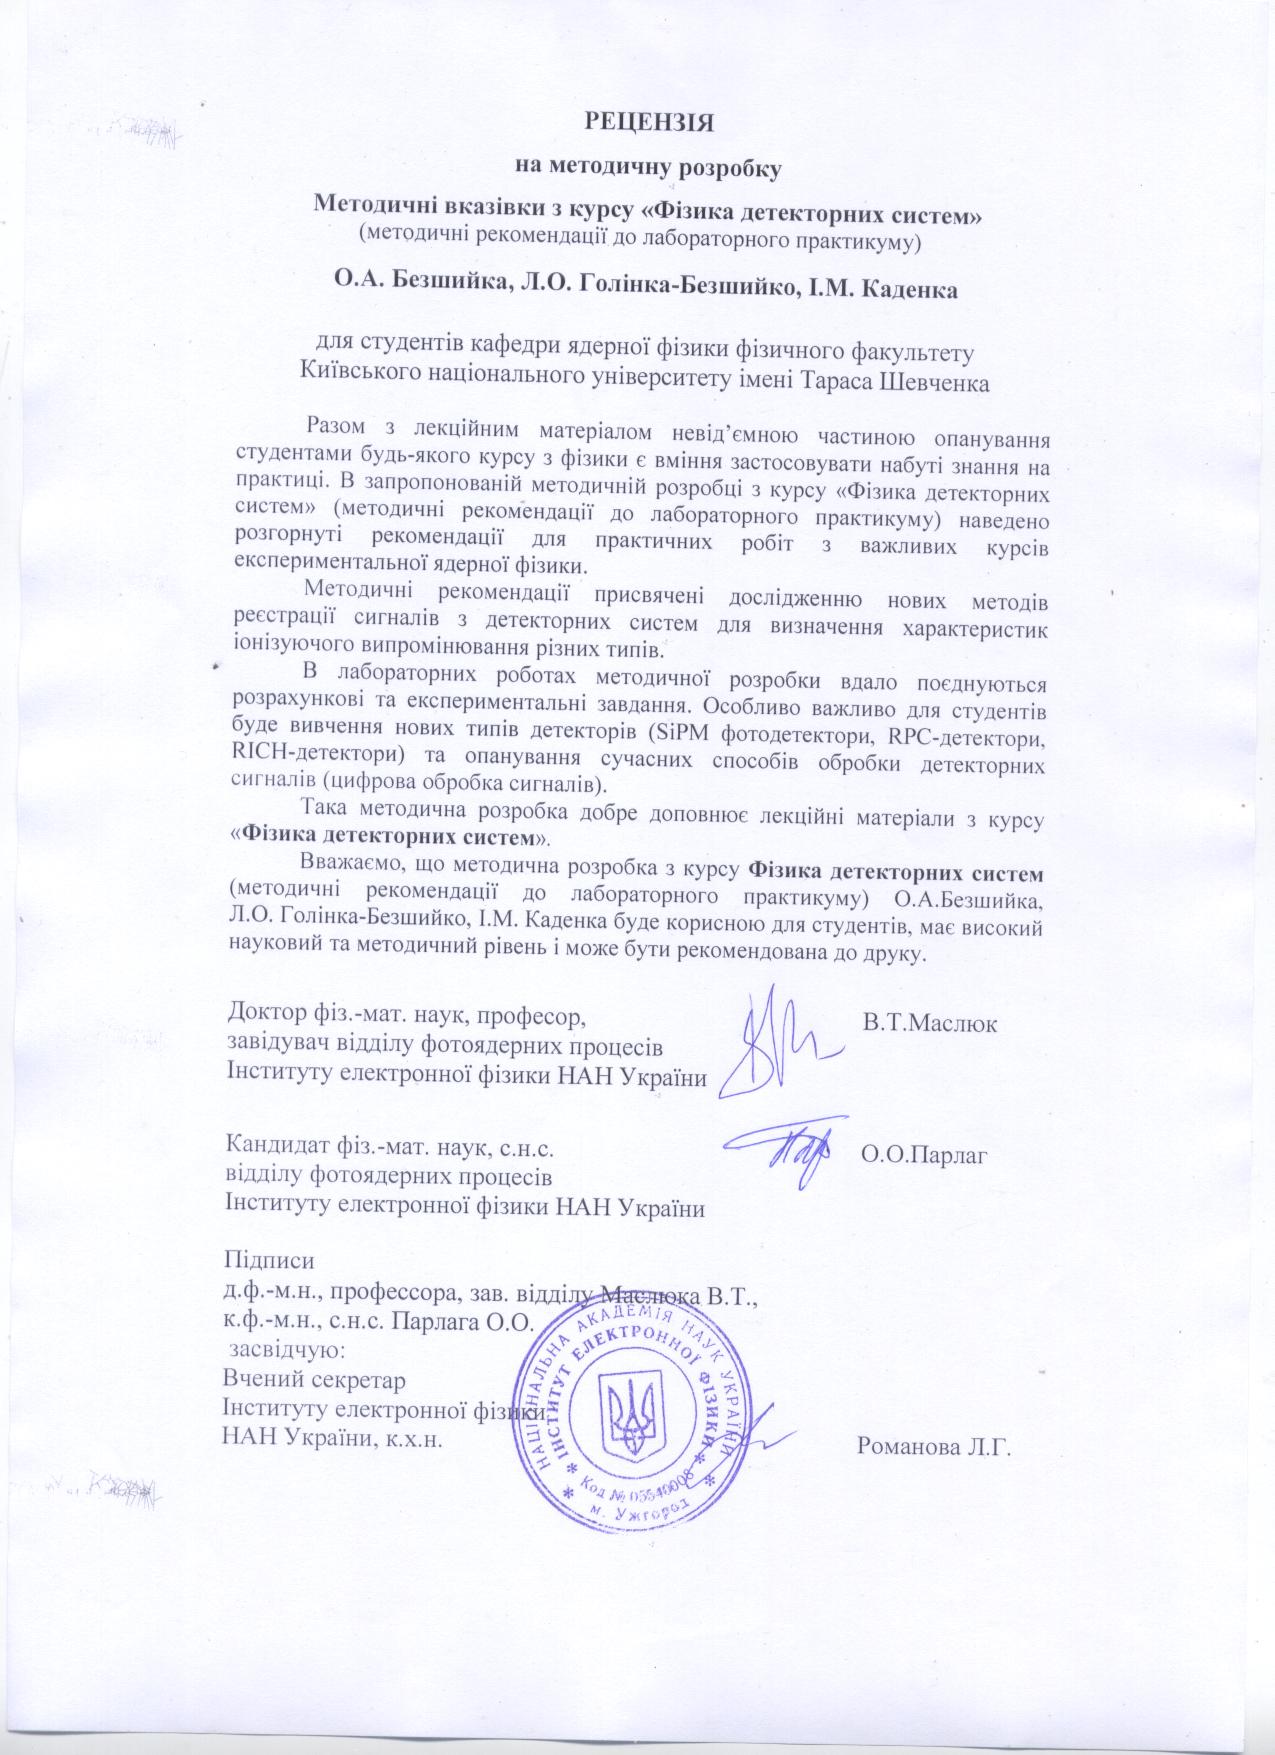 РЕЦЕНЗІЯ
на методичну розробку
Методичні вказівки з курсу «Фізика детекторних систем»
(методичні рекомендації до лабораторного практикуму)
О.А. Безшийка, Л.О. Голінка-Безшийко, І.М. Каденка
для студентів кафедри ядерної фізики фізичного факультету
Київського національного університету імені Тараса Шевченка
Разом з лекційним матеріалом невід’ємною частиною опанування
студентами будь-якого курсу з фізики є вміння застосовувати набуті знання на
практиці. В запропонованій методичній розробці з курсу «Фізика детекторних
систем» (методичні рекомендації до лабораторного практикуму) наведено
розгорнуті рекомендації для практичних робіт з важливих курсів
експериментальної ядерної фізики.
Методичні рекомендації присвячені дослідженню нових методів
реєстрації сигналів з детекторних систем для визначення характеристик
іонізуючого випромінювання різних типів.
В лабораторних роботах методичної розробки вдало поєднуються
розрахункові та експериментальні завдання. Особливо важливо для студентів
буде вивчення нових типів детекторів (SiPM фотодетектори, RPC-детектори,
RICH-детектори) та опанування сучасних способів обробки детекторних
сигналів (цифрова обробка сигналів).
Така методична розробка добре доповнює лекційні матеріали з курсу
«Фізика детекторних систем».
Вважаємо, що методична розробка з курсу Фізика детекторних систем
(методичні рекомендації до лабораторного практикуму) О.А.Безшийка,
Л.О. Голінка-Безшийко, І.М. Каденка буде корисною для студентів, має високий
науковий та методичний рівень і може бути рекомендована до друку.
Доктор фіз.-мат. наук, професор, В.Т.Маслюк
завідувач відділу фотоядерних процесів
Інституту електронної фізики НАН України
Кандидат фіз.-мат. наук, с.н.с. О.О.Парлаг
відділу фотоядерних процесів
Інституту електронної фізики НАН України
Підписи
д.ф.-м.н., профессора, зав. відділу Маслюка В.Т.,
к.ф.-м.н., с.н.с. Парлага О.О.
засвідчую:
Вчений секретар
Інституту електронної фізики
НАН України, к.х.н. Романова Л.Г.
НАЦІОНАЛЬНА АКАДЕМІЯ НАУК УКРАЇНИ
ІНСТИТУТ ЕЛЕКТРОННОЇ ФІЗИКИ
Код № 05540008
м. Ужгород